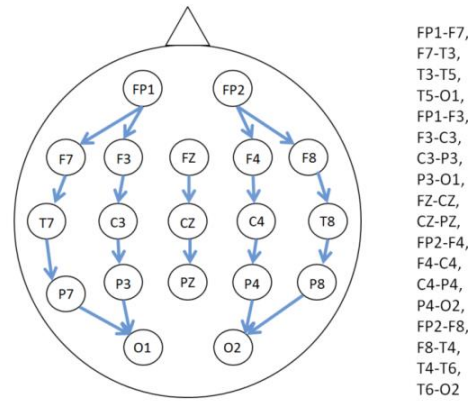 FP1 FP2
F7 F3 FZ F4 F8
T7 C3 CZ C4 T8
P7 P3 PZ P4 P8
O1 O2
FP1-F7,
F7-T3,
T3-T5,
T5-O1,
FP1-F3,
F3-C3,
C3-P3,
P3-O1,
FZ-CZ,
CZ-PZ,
FP2-F4,
F4-C4,
C4-P4,
P4-O2,
FP2-F8,
F8-T4,
T4-T6,
T6-O2